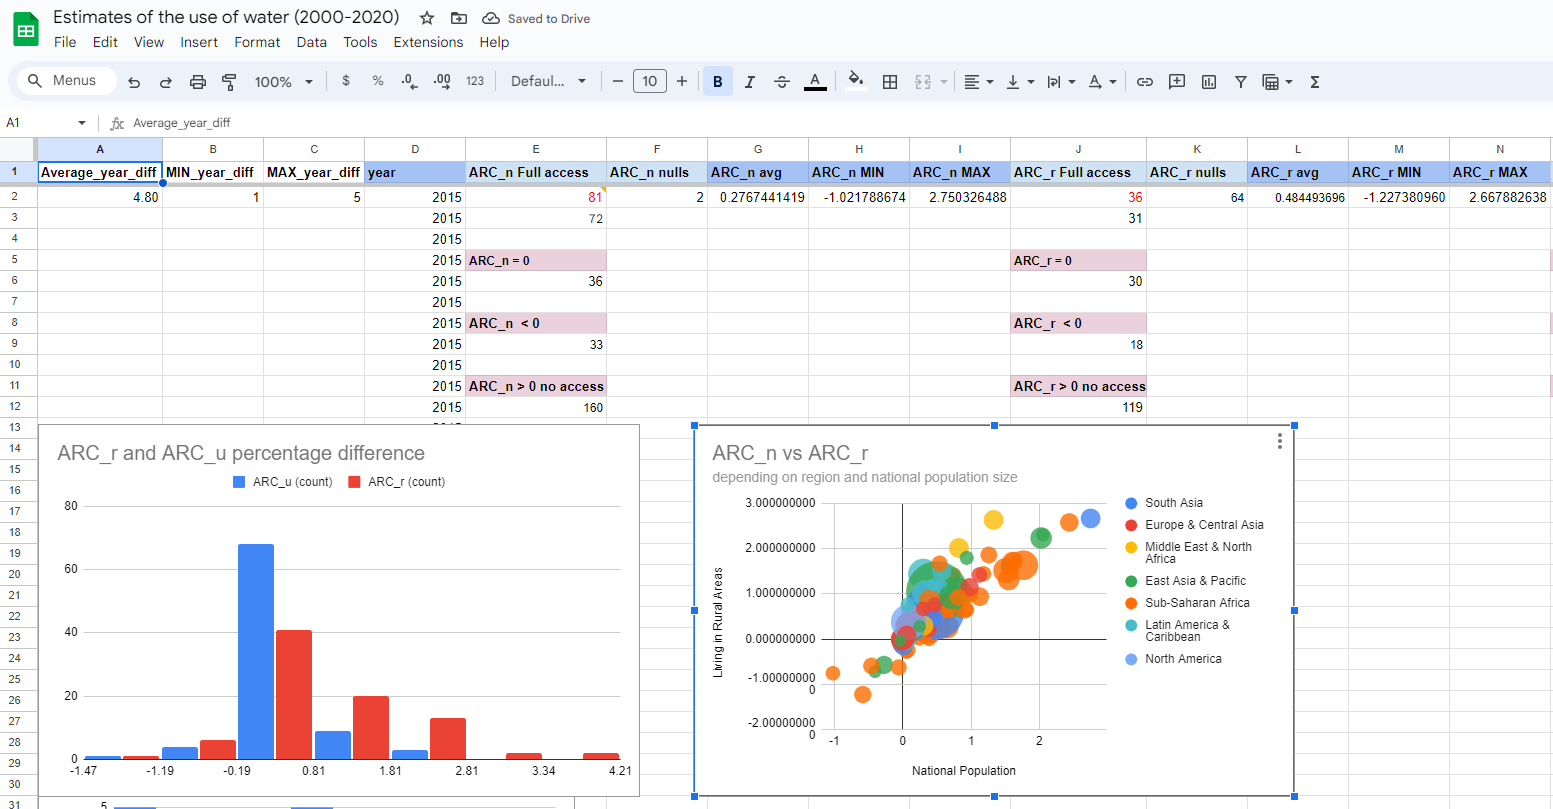 Estimates of the use of water (2000-2020)
Saved to Drive
File Edit View Insert Format Data Tools Extensions Help
Menus 100% $ % .0 .00 123 Defaul... − 10 + B I S A A Σ
A1 fx Average_year_diff
A B C D E F G H I J K L M N
1 Average_year_diff MIN_year_diff MAX_year_diff year ARC_n Full access ARC_n nulls ARC_n avg ARC_n MIN ARC_n MAX ARC_r Full access ARC_r nulls ARC_r avg ARC_r MIN ARC_r MAX
2 4.80 1 5 2015 81 2 0.2767441419 -1.021788674 2.750326488 36 64 0.484493696 -1.227380960 2.667882638
3 2015 72 31
4 2015
5 2015 ARC_n = 0 ARC_r = 0
6 2015 36 30
7 2015
8 2015 ARC_n < 0 ARC_r < 0
9 2015 33 18
10 2015
11 2015 ARC_n > 0 no access ARC_r > 0 no access
12 2015 160 119
13
14
15
16
17
18
19
20
21
22
23
24
25
26
27
28
29
30
31
ARC_r and ARC_u percentage difference
ARC_u (count) ARC_r (count)
80
60
40
20
0
-1.47 -1.19 -0.19 0.81 1.81 2.81 3.34 4.21
5
ARC_n vs ARC_r
depending on region and national population size
Living in Rural Areas
3.000000000
2.000000000
1.000000000
0.000000000
-1.00000000
0
-2.00000000
0
-1 0 1 2
National Population
South Asia
Europe & Central Asia
Middle East & North
Africa
East Asia & Pacific
Sub-Saharan Africa
Latin America &
Caribbean
North America